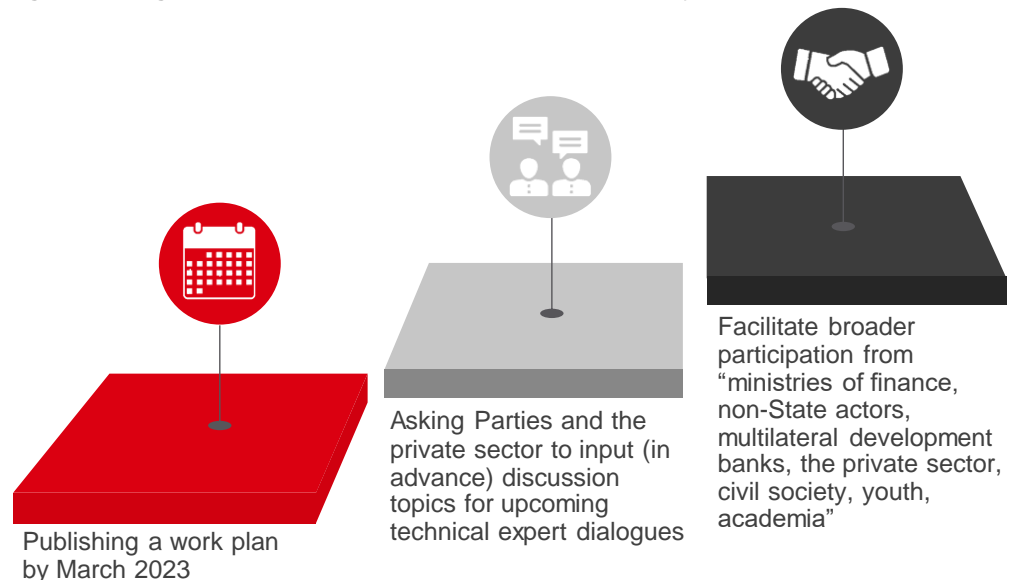 Publishing a work plan
by March 2023
Asking Parties and the
private sector to input (in
advance) discussion
topics for upcoming
technical expert dialogues
Facilitate broader
participation from
“ministries of finance,
non-State actors,
multilateral development
banks, the private sector,
civil society, youth,
academia”